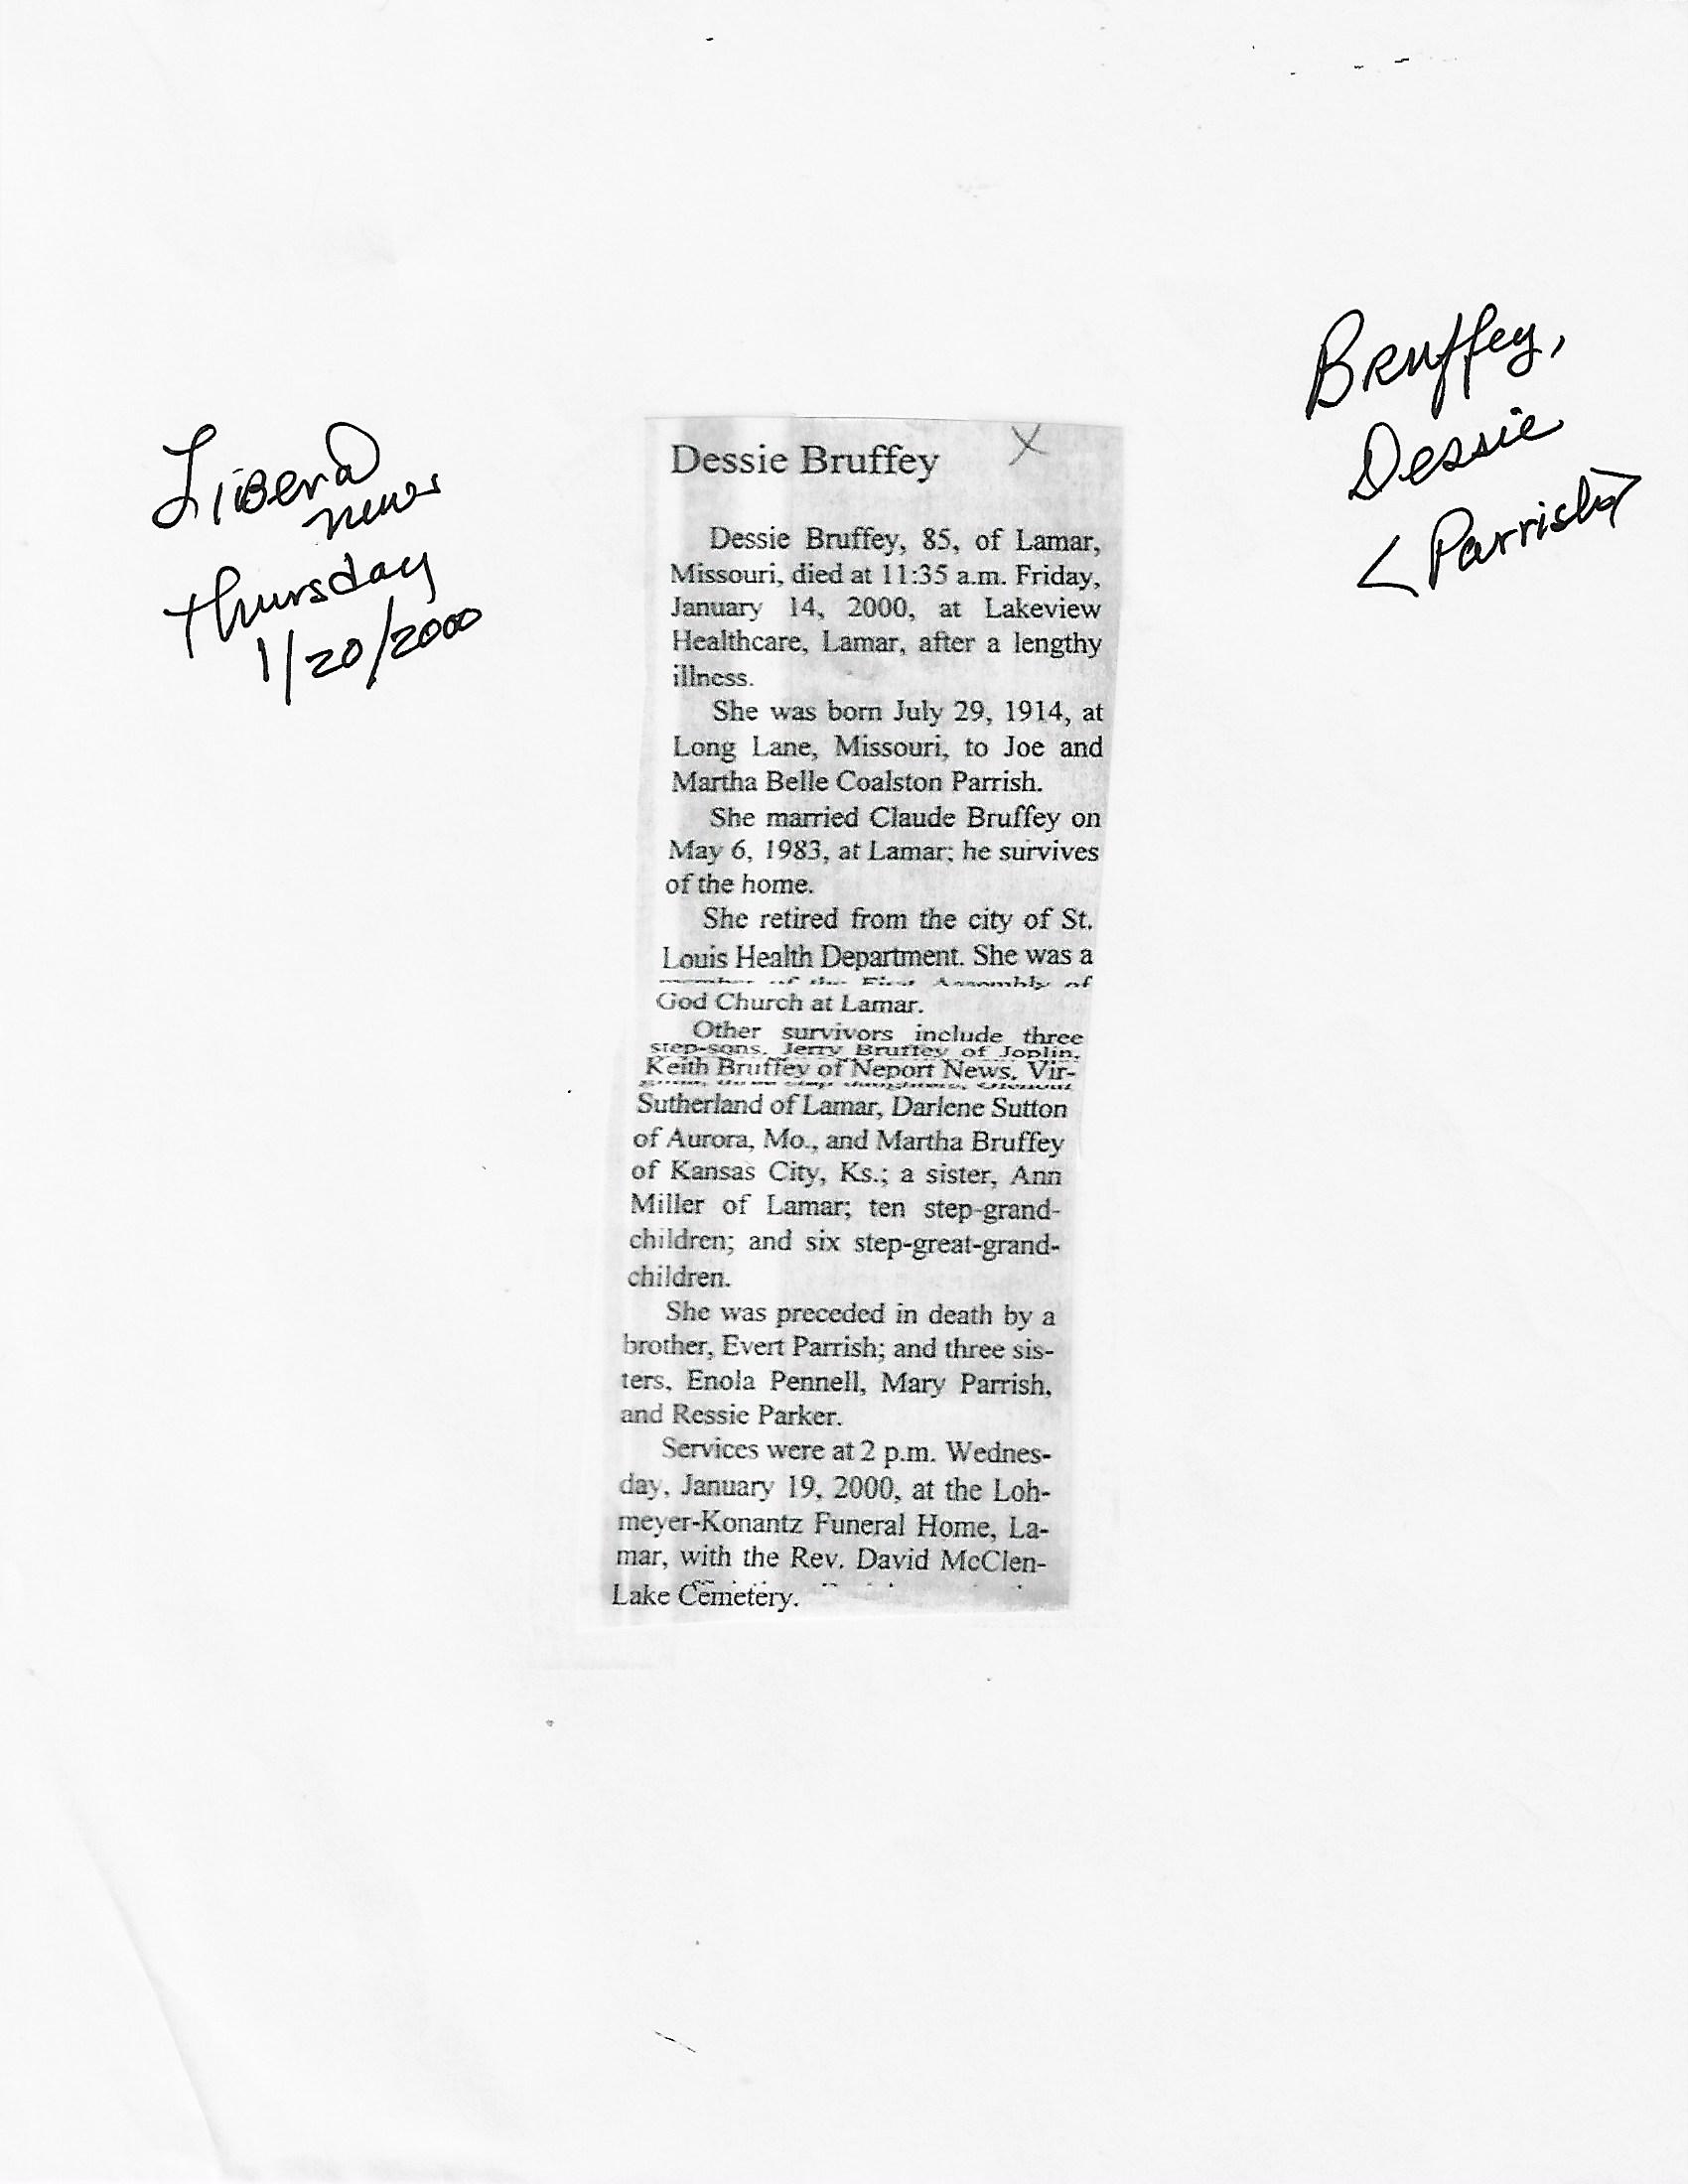 Liberal
news
Thursday
1/20/2000
Bruffey,
Dessie
<Parrish>
Dessie Bruffey X
Dessie Bruffey, 85, of Lamar,
Missouri, died at 11:35 a.m. Friday,
January 14, 2000, at Lakeview
Healthcare, Lamar, after a lengthy
illness.
She was born July 29, 1914, at
Long Lane, Missouri, to Joe and
Martha Belle Coalston Parrish.
She married Claude Bruffey on
May 6, 1983, at Lamar; he survives
of the home.
She retired from the city of St.
Louis Health Department. She was a
member of the First Assembly of
God Church at Lamar.
Other survivors include three
step-sons, Jerry Bruffey of Joplin,
Keith Bruffey of Neport News, Vir-
step-daughters,
Sutherland of Lamar, Darlene Sutton
of Aurora, Mo., and Martha Bruffey
of Kansas City, Ks.; a sister, Ann
Miller of Lamar; ten step-grand-
children; and six step-great-grand-
children.
She was preceded in death by a
brother, Evert Parrish; and three sis-
ters, Enola Pennell, Mary Parrish,
and Ressie Parker.
Services were at 2 p.m. Wednes-
day, January 19, 2000, at the Loh-
meyer-Konantz Funeral Home, La-
mar, with the Rev. David McClen-
Lake Cemetery.